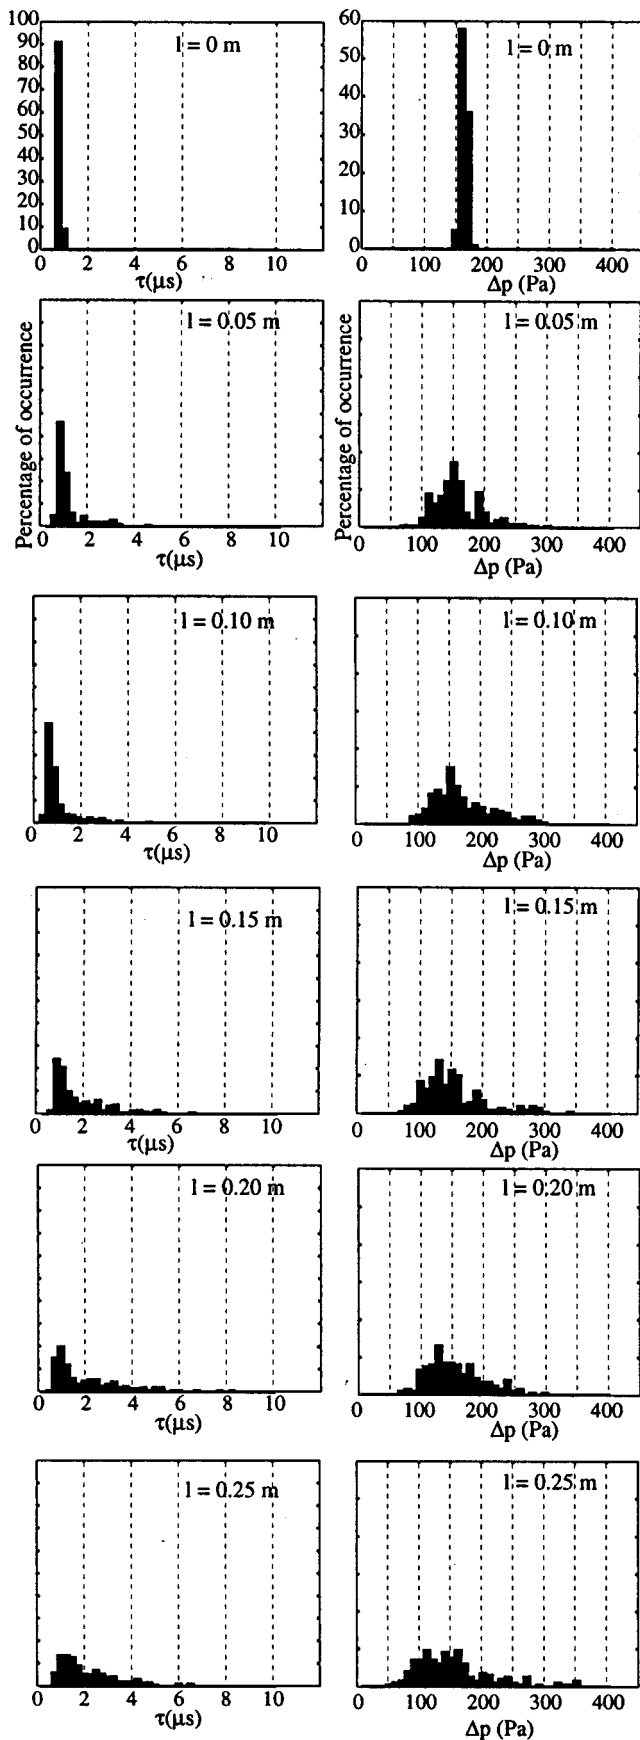 100
90
80
70
60
50
40
30
20
10
0
l = 0 m
0 2 4 6 8 10
τ(μs)
60
50
40
30
20
10
0
l = 0 m
0 100 200 300 400
Δp (Pa)
Percentage of occurrence
l = 0.05 m
0 2 4 6 8 10
τ(μs)
Percentage of occurrence
l = 0.05 m
0 100 200 300 400
Δp (Pa)
l = 0.10 m
0 2 4 6 8 10
τ(μs)
l = 0.10 m
0 100 200 300 400
Δp (Pa)
l = 0.15 m
0 2 4 6 8 10
τ(μs)
l = 0.15 m
0 100 200 300 400
Δp (Pa)
l = 0.20 m
0 2 4 6 8 10
τ(μs)
l = 0.20 m
0 100 200 300 400
Δp (Pa)
l = 0.25 m
0 2 4 6 8 10
τ(μs)
l = 0.25 m
0 100 200 300 400
Δp (Pa)